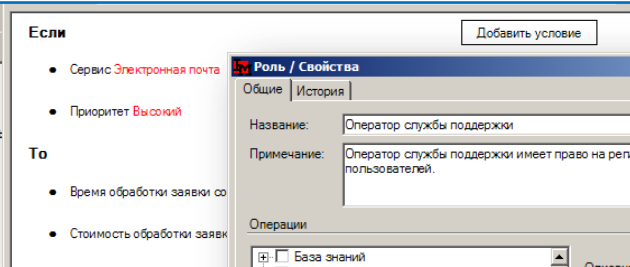 Если
Добавить условие
Сервис Электронная почта
Приоритет Высокий
То
Время обработки заявки со
Стоимость обработки заявк
Роль / Свойства
Общие
История
Название:
Оператор службы поддержки
Примечание:
Оператор службы поддержки имеет право на рег
пользователей.
Операции
База знаний